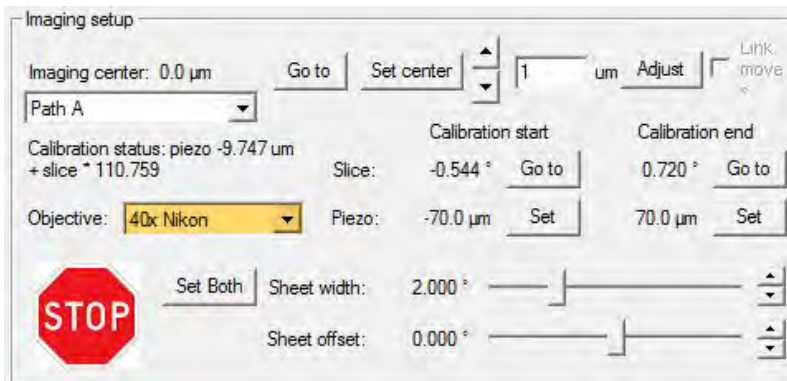 Imaging setup
Imaging center: 0.0 µm Go to Set center 1 um Adjust Link
move
Path A
Calibration status: piezo -9.747 um
+ slice * 110.759
Calibration start Calibration end
Slice: -0.544 ° Go to 0.720 ° Go to
Objective: 40x Nikon Piezo: -70.0 µm Set 70.0 µm Set
STOP Set Both Sheet width: 2.000 °
Sheet offset: 0.000 °